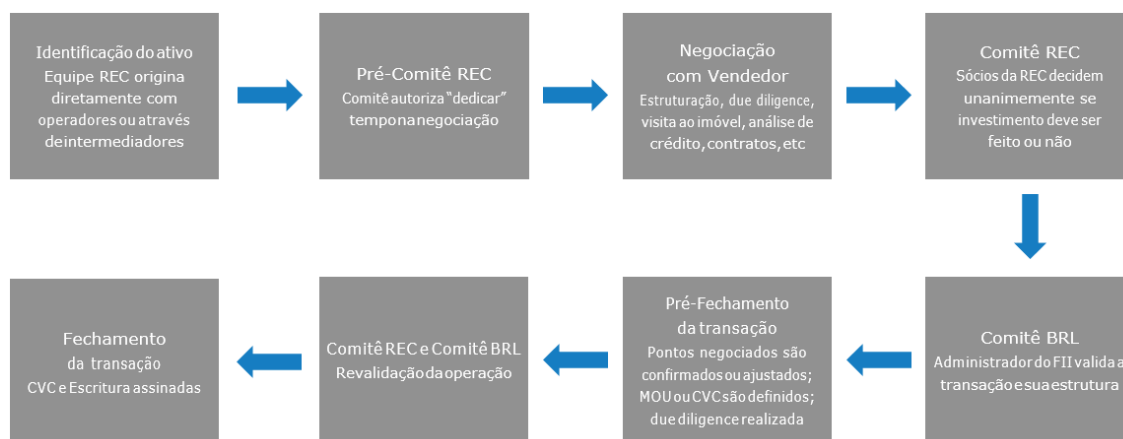 Identificação do ativo
Equipe REC origina
diretamente com
operadores ou através
de intermediadores
Pré-Comitê REC
Comitê autoriza “dedicar”
tempo na negociação
Negociação
com Vendedor
Estruturação, due diligence,
visita ao imóvel, análise de
crédito, contratos, etc
Comitê REC
Sócios da REC decidem
unanimemente se
investimento deve ser
feito ou não
Comitê BRL
Administrador do FII valida a
transação e sua estrutura
Pré-Fechamento
da transação
Pontos negociados são
confirmados ou ajustados;
MOU ou CVC são definidos;
due diligence realizada
Comitê REC e Comitê BRL
Revalidação da operação
Fechamento
da transação
CVC e Escritura assinadas